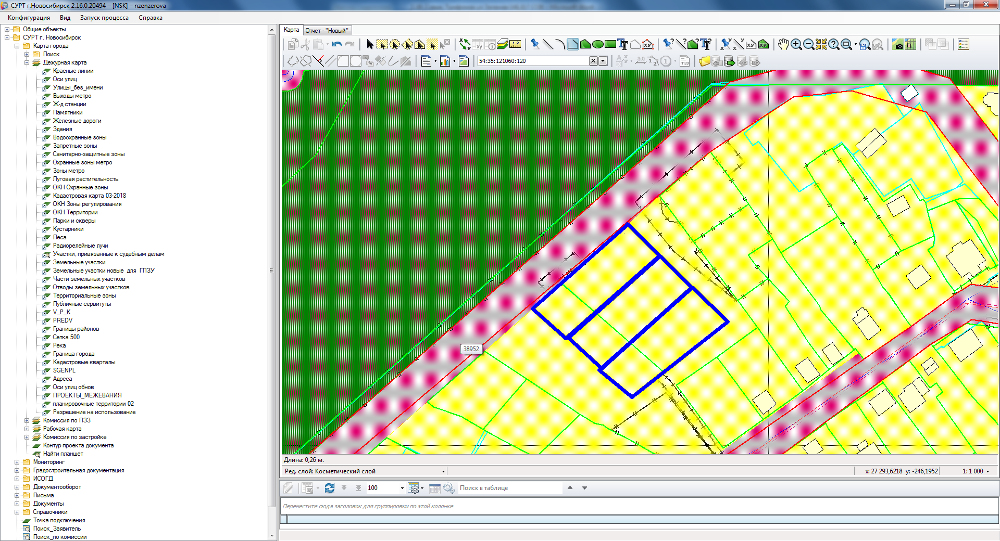 СУРТ г.Новосибирск 2.16.0.20494 – [NSK] – nzenzerova
Конфигурация Вид Запуск процесса Справка
Общие объекты
СУРТ г. Новосибирск
Карта города
Поиск
Дежурная карта
Красные линии
Оси улиц
Улицы_без_имени
Выходы метро
Ж-д станции
Памятники
Железные дороги
Здания
Водоохранные зоны
Запретные зоны
Санитарно-защитные зоны
Охранные зоны метро
Зоны метро
Луговая растительность
ОКН Охранные зоны
Кадастровая карта 03-2018
ОКН Зоны регулирования
ОКН Территории
Парки и скверы
Кустарники
Леса
Радиорелейные лучи
Участки, привязанные к судебным делам
Земельные участки
Земельные участки новые для ГПЗУ
Части земельных участков
Отводы земельных участков
Территориальные зоны
Публичные сервитуты
V_P_K
PREDV
Границы районов
Сетка 500
Река
Граница города
Кадастровые кварталы
SGENPL
Адреса
Оси улиц обнов
ПРОЕКТЫ_МЕЖЕВАНИЯ
планировочные территории 02
Разрешение на использование
Комиссия по ПЗЗ
Рабочая карта
Комиссия по застройке
Контур проекта документа
Найти планшет
Мониторинг
Градостроительная документация
ИСОГД
Документооборот
Письма
Документы
Справочники
Точка подключения
Поиск_Заявитель
Поиск_по комиссии
Карта Отчет - "Новый"
54:35:121060:120
38952
Длина: 0,26 м.
Ред. слой: Косметический слой
x: 27 293,6218 y: -246,1952
1: 1 000
100
Поиск в таблице
Переместите сюда заголовок для группировки по этой колонке